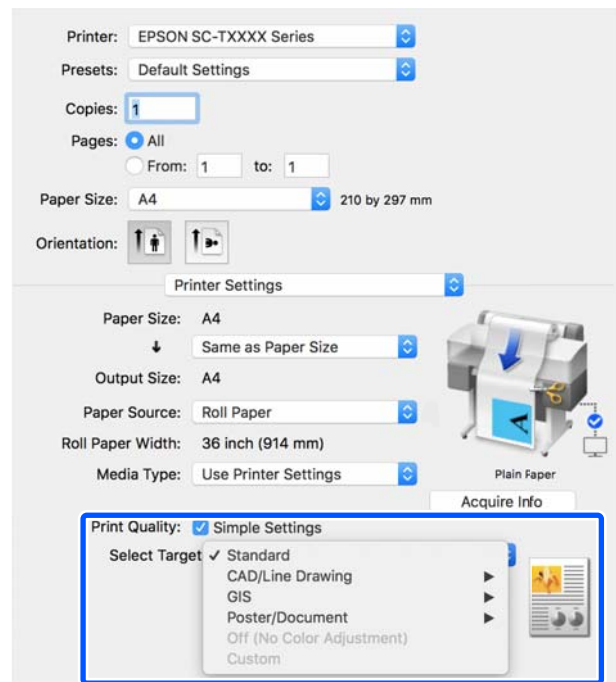 Printer: EPSON SC-TXXXX Series
Presets: Default Settings
Copies: 1
Pages: All
From: 1 to: 1
Paper Size: A4 210 by 297 mm
Orientation:
Printer Settings
Paper Size: A4
Same as Paper Size
Output Size: A4
Paper Source: Roll Paper
Roll Paper Width: 36 inch (914 mm)
Media Type: Use Printer Settings
Plain Paper
Acquire Info
Print Quality: Simple Settings
Select Target ✓ Standard
CAD/Line Drawing
GIS
Poster/Document
Off (No Color Adjustment)
Custom